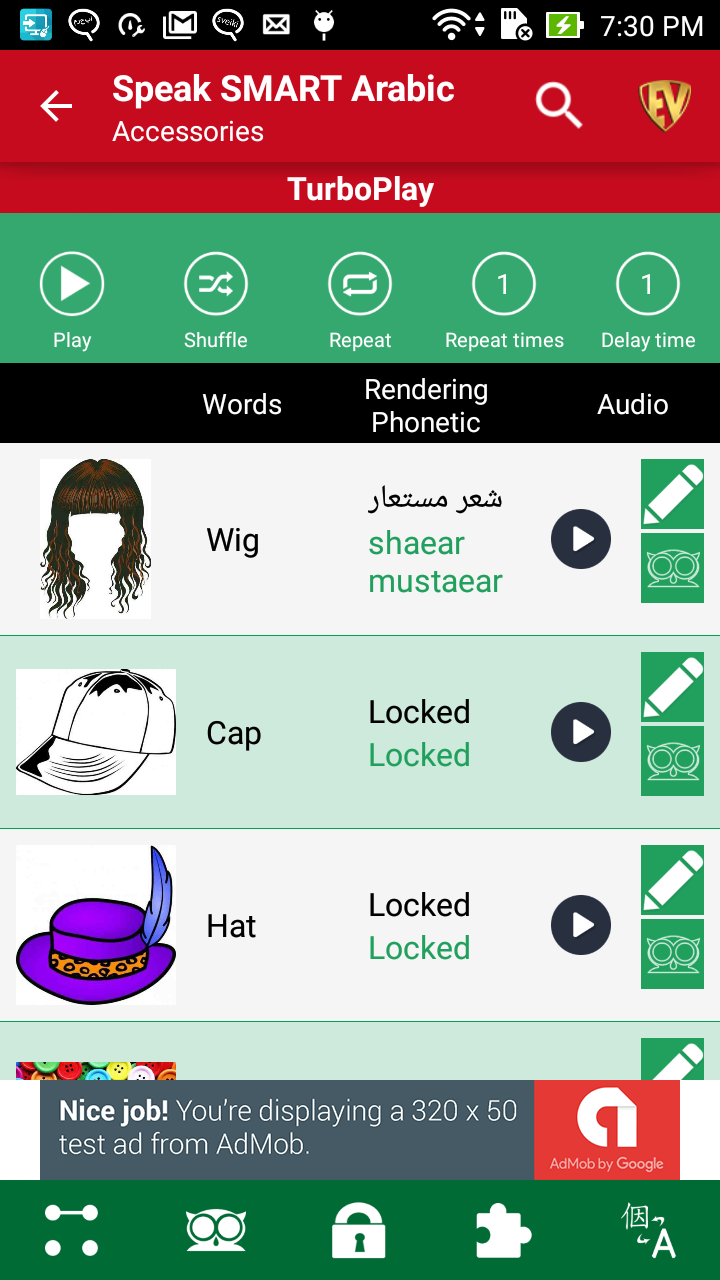 7:30 PM
Speak SMART Arabic
Accessories
EV
TurboPlay
1
1
Play
Shuffle
Repeat
Repeat times
Delay time
Words
Rendering
Phonetic
Audio
Wig
شعر مستعار
shaear
mustaear
Cap
Locked
Locked
Hat
Locked
Locked
Nice job! You're displaying a 320 x 50
test ad from AdMob.
AdMob by Google
個
A